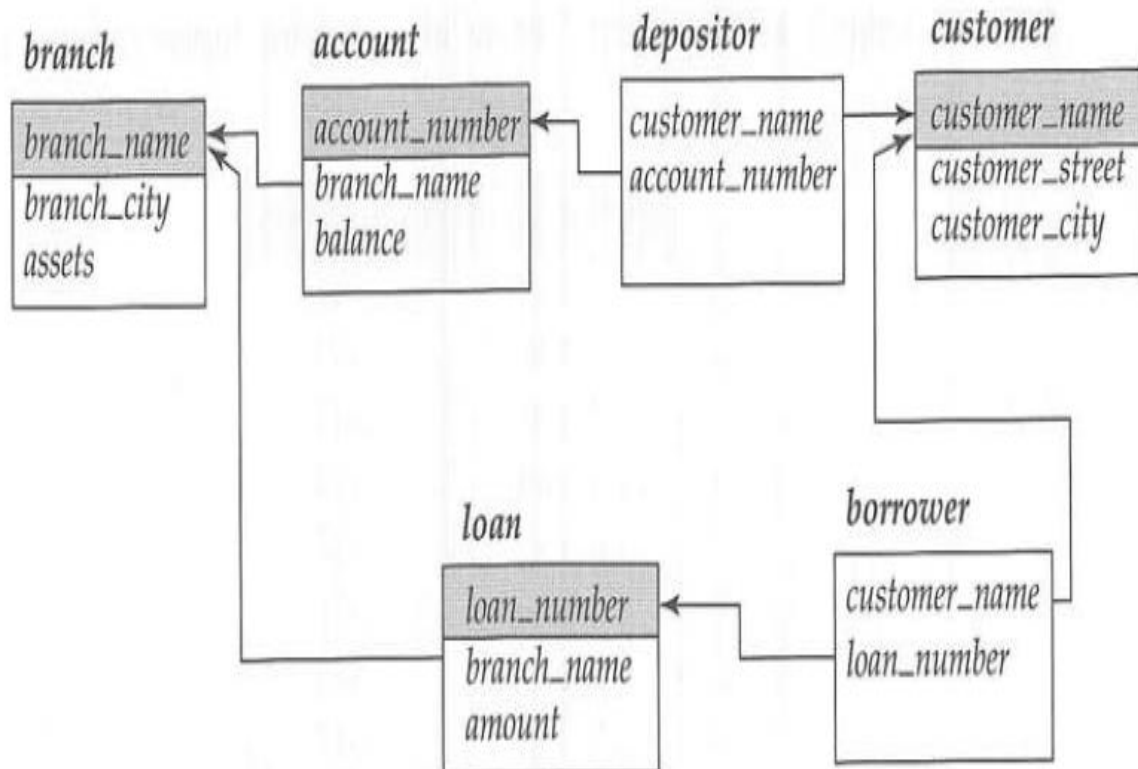 branch
branch_name
branch_city
assets
account
account_number
branch_name
balance
depositor
customer_name
account_number
customer
customer_name
customer_street
customer_city
loan
loan_number
branch_name
amount
borrower
customer_name
loan_number